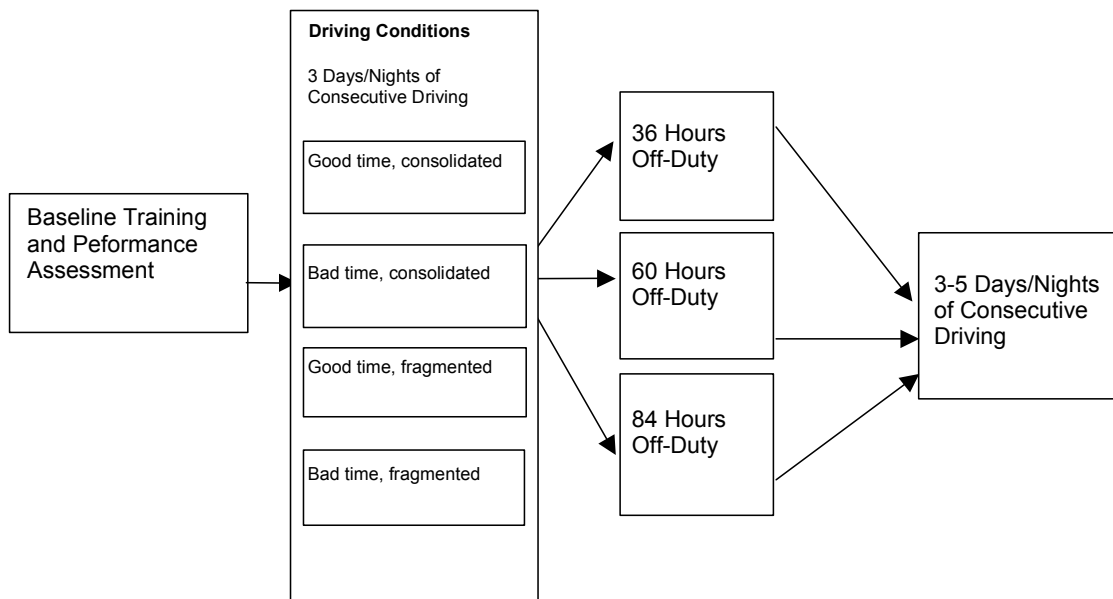 Driving Conditions
3 Days/Nights of
Consecutive Driving
Good time, consolidated
Bad time, consolidated
Good time, fragmented
Bad time, fragmented
Baseline Training
and Peformance
Assessment
36 Hours
Off-Duty
60 Hours
Off-Duty
84 Hours
Off-Duty
3-5 Days/Nights
of Consecutive
Driving